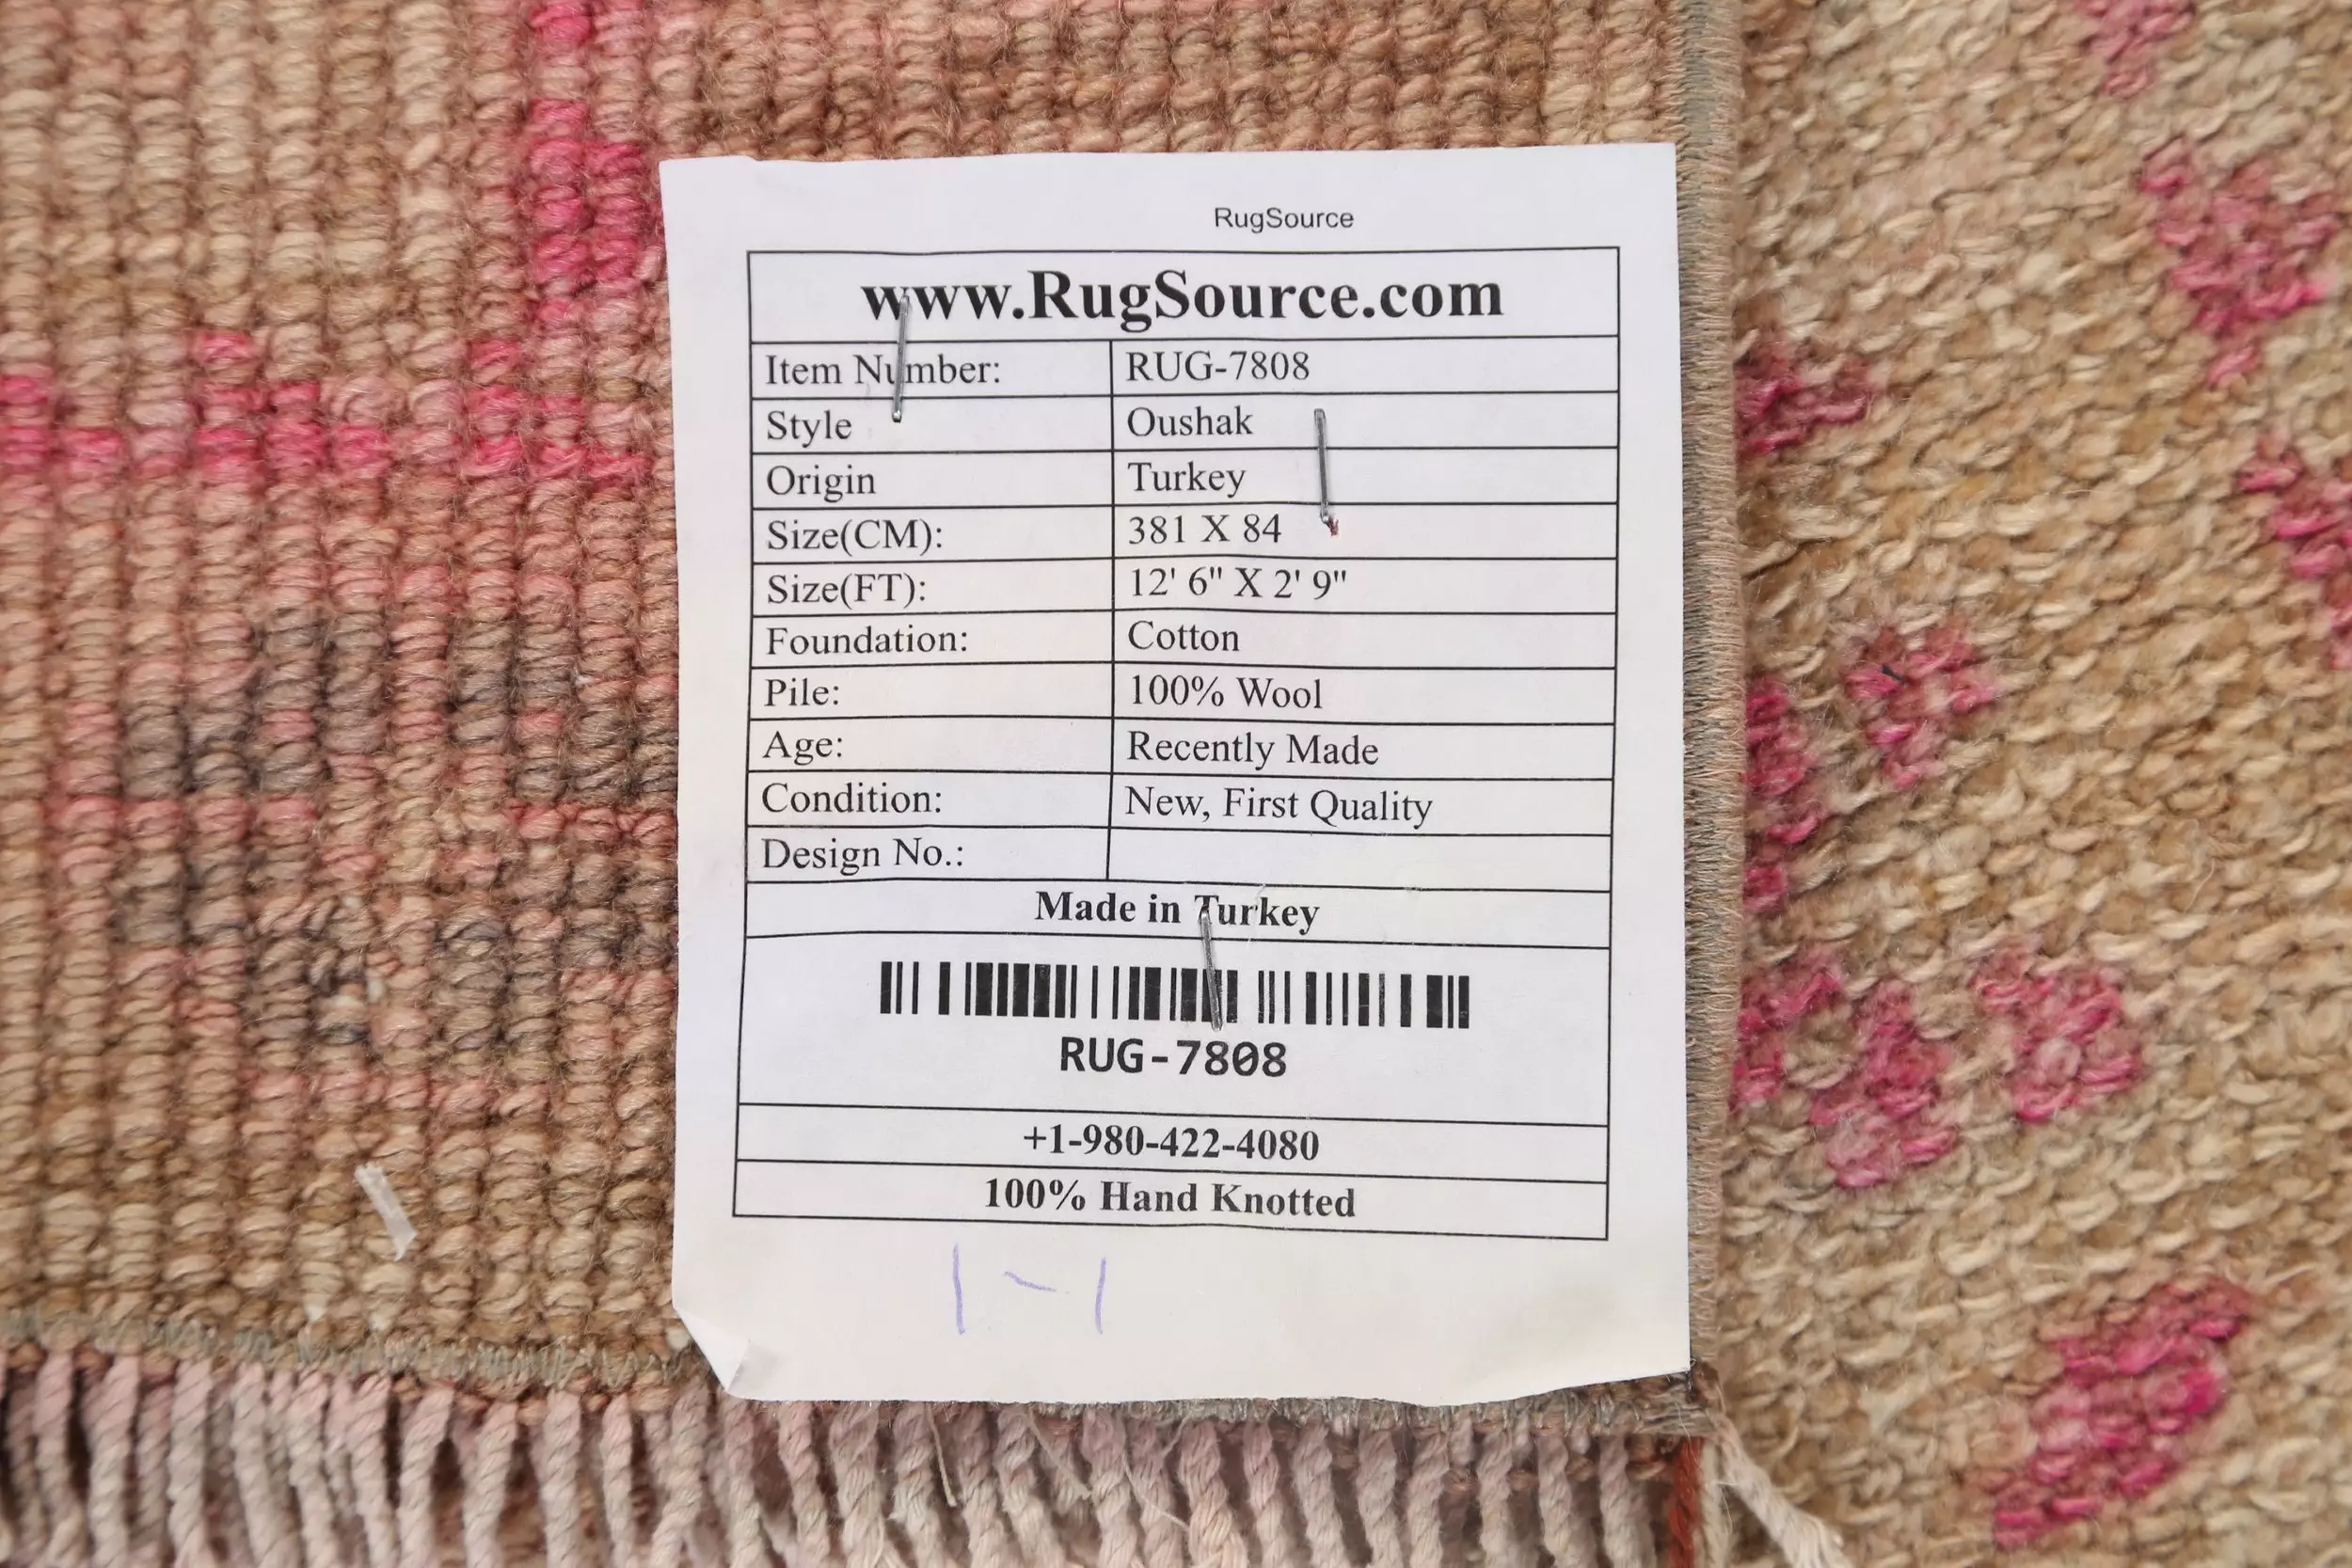 RugSource
www.RugSource.com
Item Number: RUG-7808
Style Oushak
Origin Turkey
Size(CM): 381 X 84
Size(FT): 12' 6" X 2' 9"
Foundation: Cotton
Pile: 100% Wool
Age: Recently Made
Condition: New, First Quality
Design No.:
Made in Turkey
RUG-7808
+1-980-422-4080
100% Hand Knotted
1-1